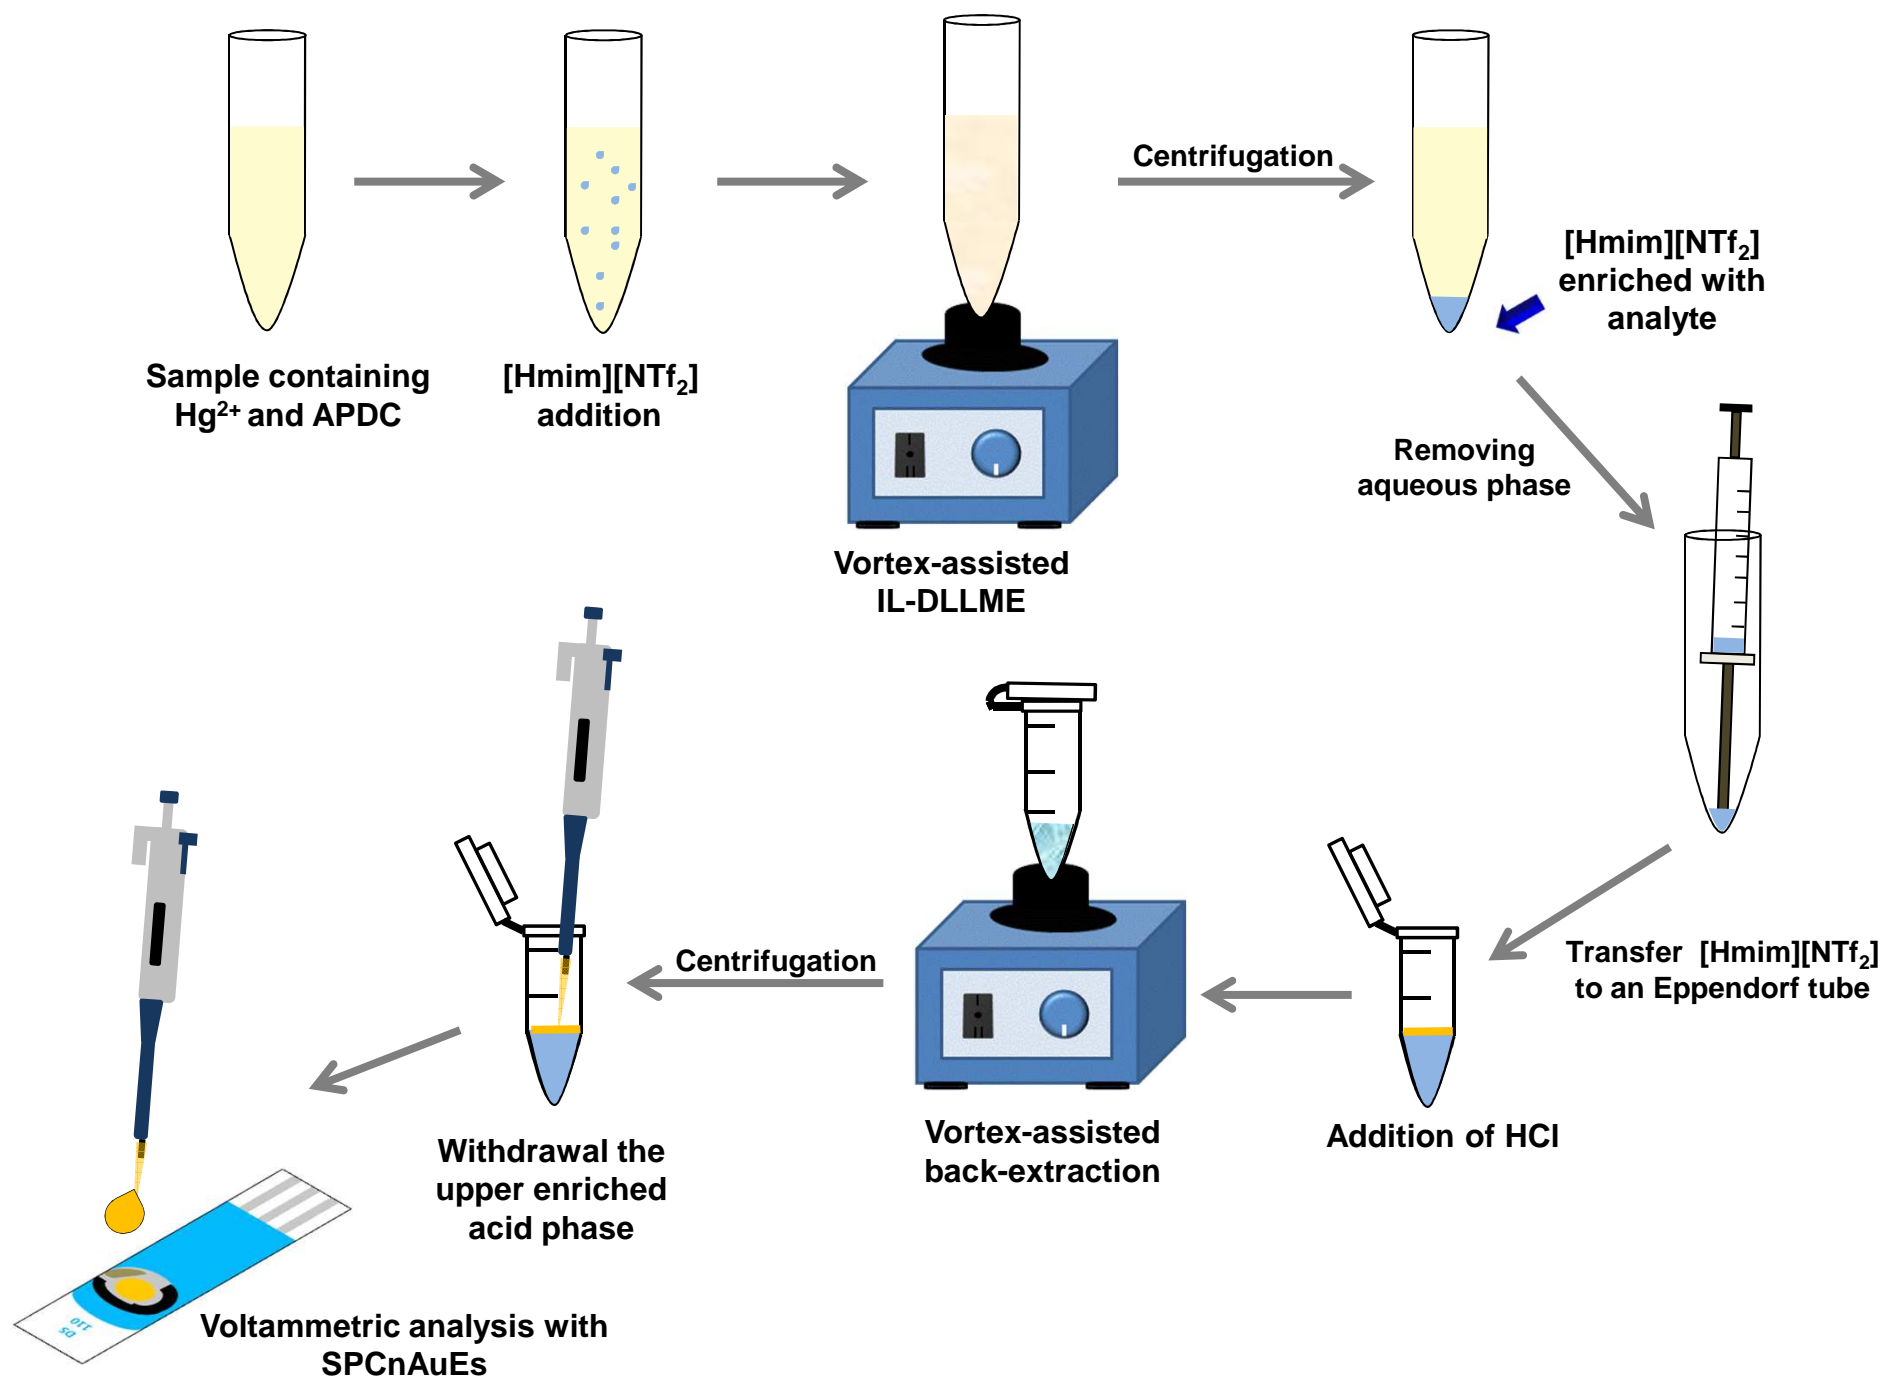 Sample containing
Hg²⁺ and APDC
[Hmim][NTf₂]
addition
Vortex-assisted
IL-DLLME
Centrifugation
[Hmim][NTf₂]
enriched with
analyte
Removing
aqueous phase
Transfer [Hmim][NTf₂]
to an Eppendorf tube
Addition of HCl
Vortex-assisted
back-extraction
Centrifugation
Withdrawal the
upper enriched
acid phase
Voltammetric analysis with
SPCnAuEs
DS
110